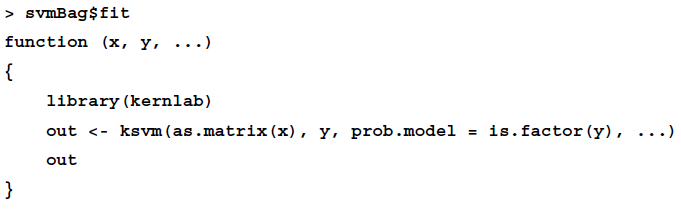 > svmBag$fit
function (x, y, ...)
{
    library(kernlab)
    out <- ksvm(as.matrix(x), y, prob.model = is.factor(y), ...)
    out
}